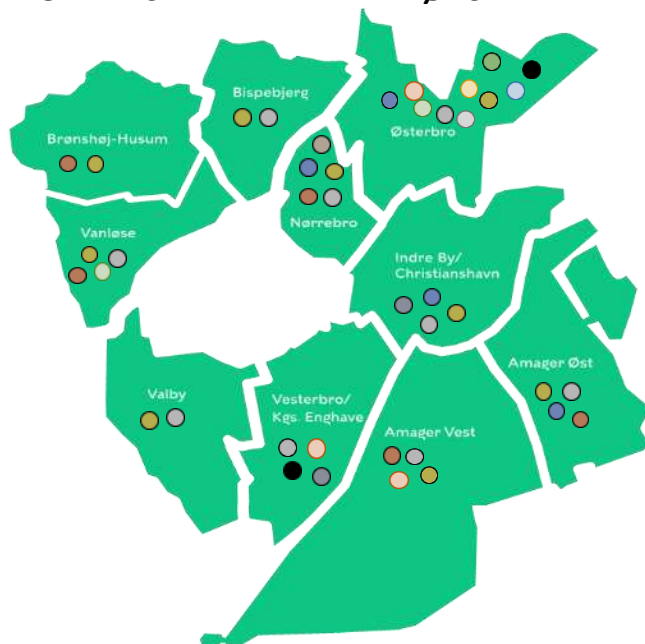 Bispebjerg
Østerbro
Brønshøj-Husum
Nørrebro
Vanløse
Indre By/
Christianshavn
Amager Øst
Valby
Vesterbro/
Kgs. Enghave
Amager Vest